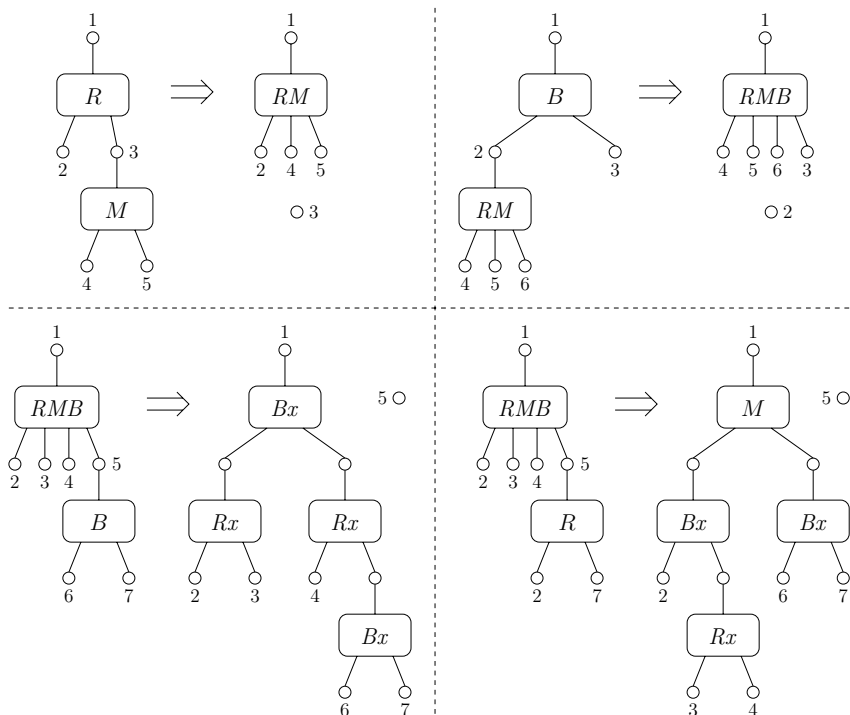 1 1
R RM
2 3 2 4 5
M 3
4 5
1 1
B RMB
2 3 4 5 6 3
RM 2
4 5 6
1 1
RMB Bx 5
2 3 4 5
B Rx Rx
6 7 2 3 4
Bx
6 7
1 1
RMB M 5
2 3 4 5
R Bx Bx
2 7 2 6 7
Rx
3 4